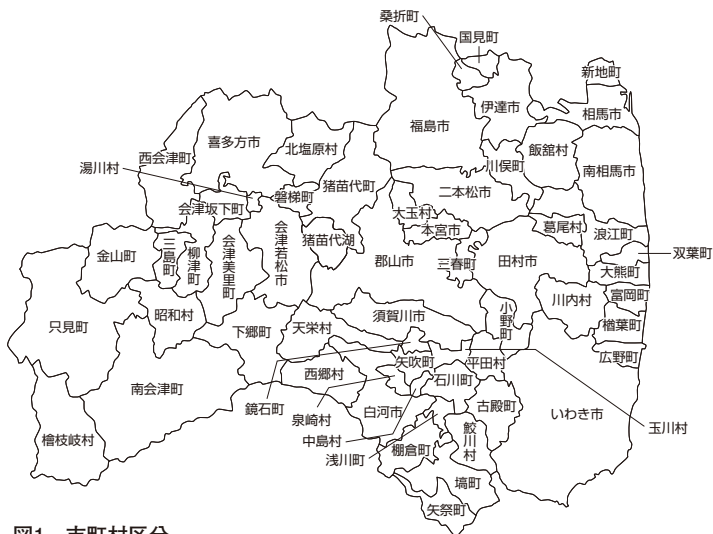 桑折町
国見町
新地町
伊達市
相馬市
福島市
喜多方市
北塩原村
飯舘村
西会津町
川俣町
南相馬市
湯川村
猪苗代町
磐梯町
二本松市
会津坂下町
大玉村
本宮市
葛尾村
浪江町
猪苗代湖
双葉町
金山町
三島町
柳津町
会津美里町
会津若松市
郡山市
三春町
田村市
大熊町
川内村
富岡町
昭和村
小野町
楢葉町
只見町
下郷町
天栄村
須賀川市
広野町
矢吹町
平田村
西郷村
石川町
南会津町
鏡石町
泉崎村
白河市
古殿町
いわき市
玉川村
中島村
鮫川村
檜枝岐村
浅川町
棚倉町
塙町
矢祭町
図1 市町村区分